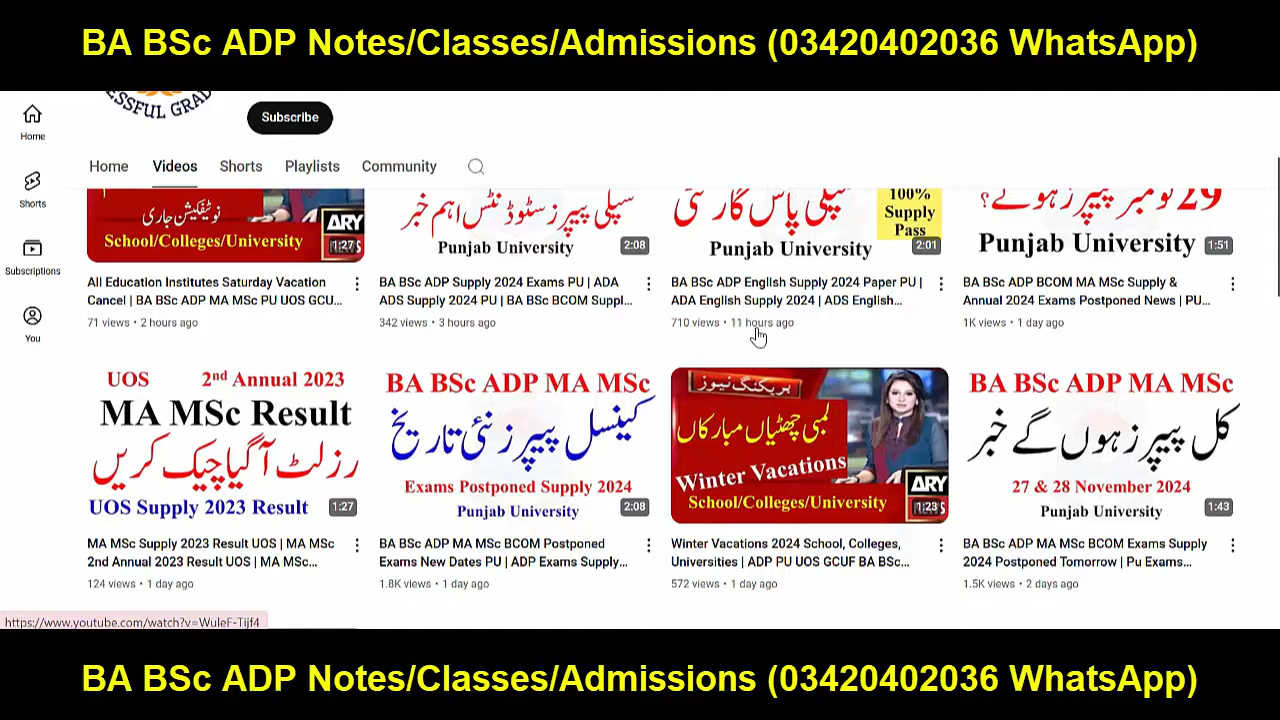 BA BSc ADP Notes/Classes/Admissions (03420402036 WhatsApp)
ESSFUL GRAD
Subscribe
Home
Home
Videos
Shorts
Playlists
Community
Shorts
Subscriptions
You
نوٹیفکیشن جاری
School/Colleges/University
ARY
1:27
سپلی پیپرز سٹوڈنٹس اہم خبر
Punjab University
2:08
سپلی پاس گارنٹی
100%
Supply
Pass
Punjab University
2:01
29 نومبر پیپرز ہونگے؟
Punjab University
1:51
All Education Institutes Saturday Vacation
Cancel | BA BSc ADP MA MSc PU UOS GCU...
71 views • 2 hours ago
BA BSc ADP Supply 2024 Exams PU | ADA
ADS Supply 2024 PU | BA BSc BCOM Suppl...
342 views • 3 hours ago
BA BSc ADP English Supply 2024 Paper PU |
ADA English Supply 2024 | ADS English...
710 views • 11 hours ago
BA BSc ADP BCOM MA MSc Supply &
Annual 2024 Exams Postponed News | PU...
1K views • 1 day ago
UOS 2nd Annual 2023
MA MSc Result
رزلٹ آ گیا چیک کریں
UOS Supply 2023 Result
1:27
BA BSc ADP MA MSc
کینسل پیپرز نئی تاریخ
Exams Postponed Supply 2024
Punjab University
2:08
بریکنگ نیوز
لمبی چھٹیاں مبارکاں
Winter Vacations
School/Colleges/University
ARY
1:23
BA BSc ADP MA MSc
کل پیپرز ہوں گے خبر
27 & 28 November 2024
Punjab University
1:43
MA MSc Supply 2023 Result UOS | MA MSc
2nd Annual 2023 Result UOS | MA MSc...
124 views • 1 day ago
BA BSc ADP MA MSc BCOM Postponed
Exams New Dates PU | ADP Exams Supply...
1.8K views • 1 day ago
Winter Vacations 2024 School, Colleges,
Universities | ADP PU UOS GCUF BA BSc...
572 views • 1 day ago
BA BSc ADP MA MSc BCOM Exams Supply
2024 Postponed Tomorrow | Pu Exams...
1.5K views • 2 days ago
https://www.youtube.com/watch?v=WuleF-Tijf4
BA BSc ADP Notes/Classes/Admissions (03420402036 WhatsApp)